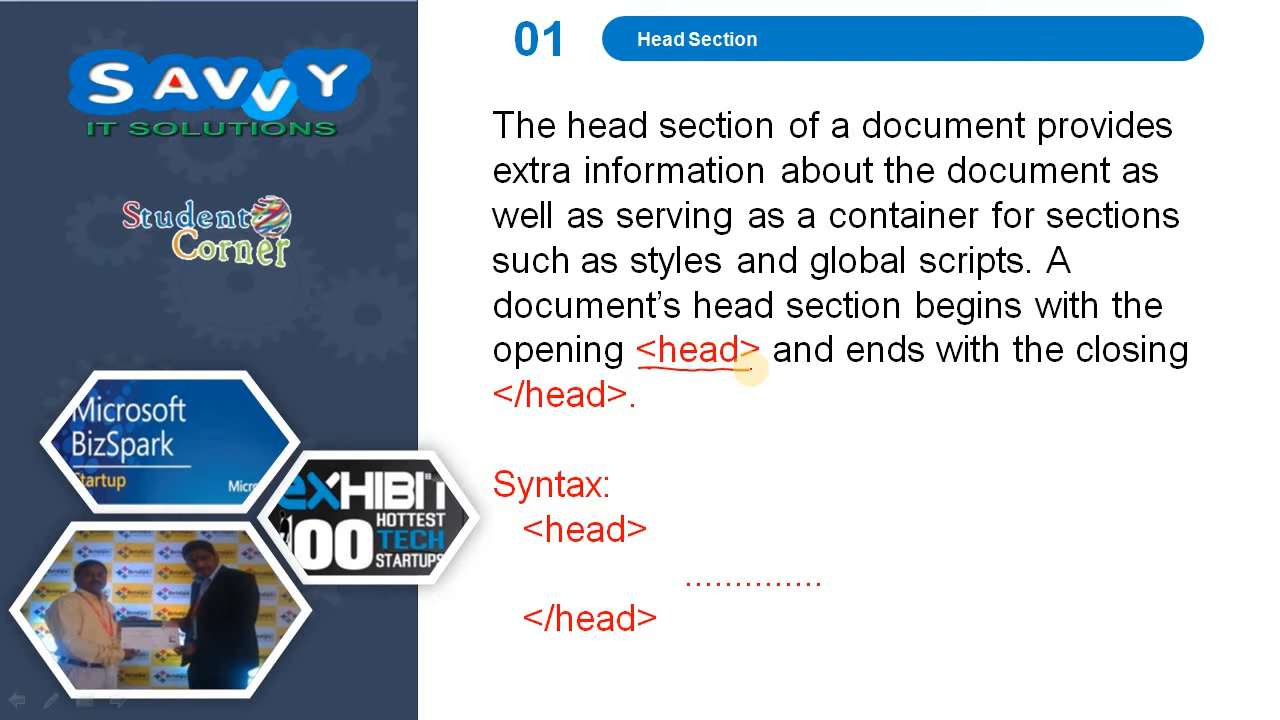 SAVVY
IT SOLUTIONS
Student
Corner
Microsoft
BizSpark
Startup
Micro
eXHIBIT
100
HOTTEST
TECH
STARTUPS
01
Head Section
The head section of a document provides
extra information about the document as
well as serving as a container for sections
such as styles and global scripts. A
document’s head section begins with the
opening <head> and ends with the closing
</head>.
Syntax:
<head>
..............
</head>